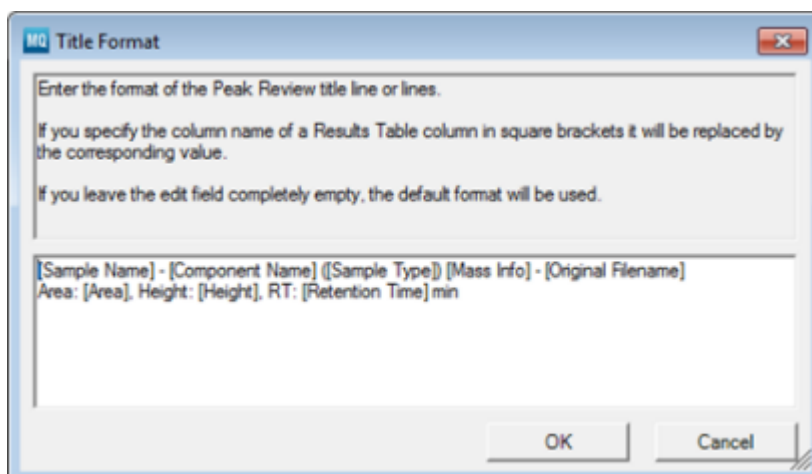 MQ Title Format
Enter the format of the Peak Review title line or lines.
If you specify the column name of a Results Table column in square brackets it will be replaced by
the corresponding value.
If you leave the edit field completely empty, the default format will be used.
[Sample Name] - [Component Name] ([Sample Type]) [Mass Info] - [Original Filename]
Area: [Area], Height: [Height], RT: [Retention Time] min
OK Cancel